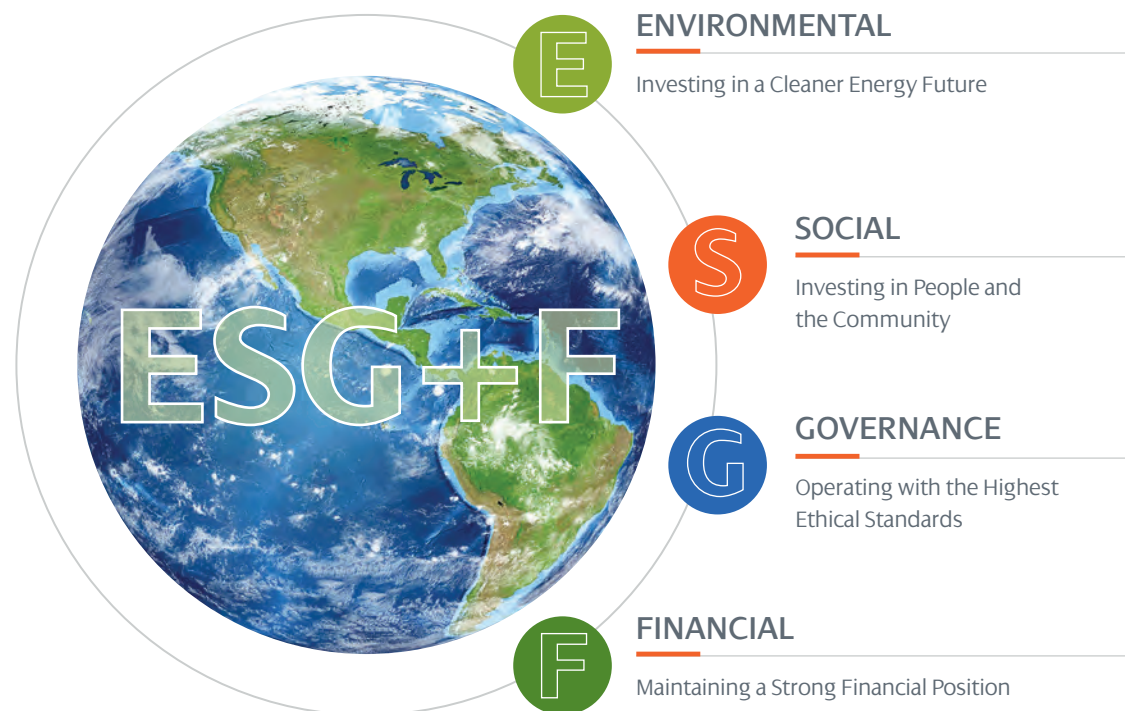 ESG+F
E
ENVIRONMENTAL
Investing in a Cleaner Energy Future
S
SOCIAL
Investing in People and
the Community
G
GOVERNANCE
Operating with the Highest
Ethical Standards
F
FINANCIAL
Maintaining a Strong Financial Position